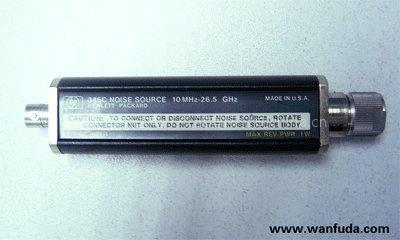 hp
346C NOISE SOURCE 10 MHz-26.5 GHz
HEWLETT · PACKARD
MADE IN U.S.A.
CAUTION: TO CONNECT OR DISCONNECT NOISE SOURCE, ROTATE
CONNECTOR NUT ONLY. DO NOT ROTATE NOISE SOURCE BODY.
MAX REV PWR 1W
www.wanfuda.com